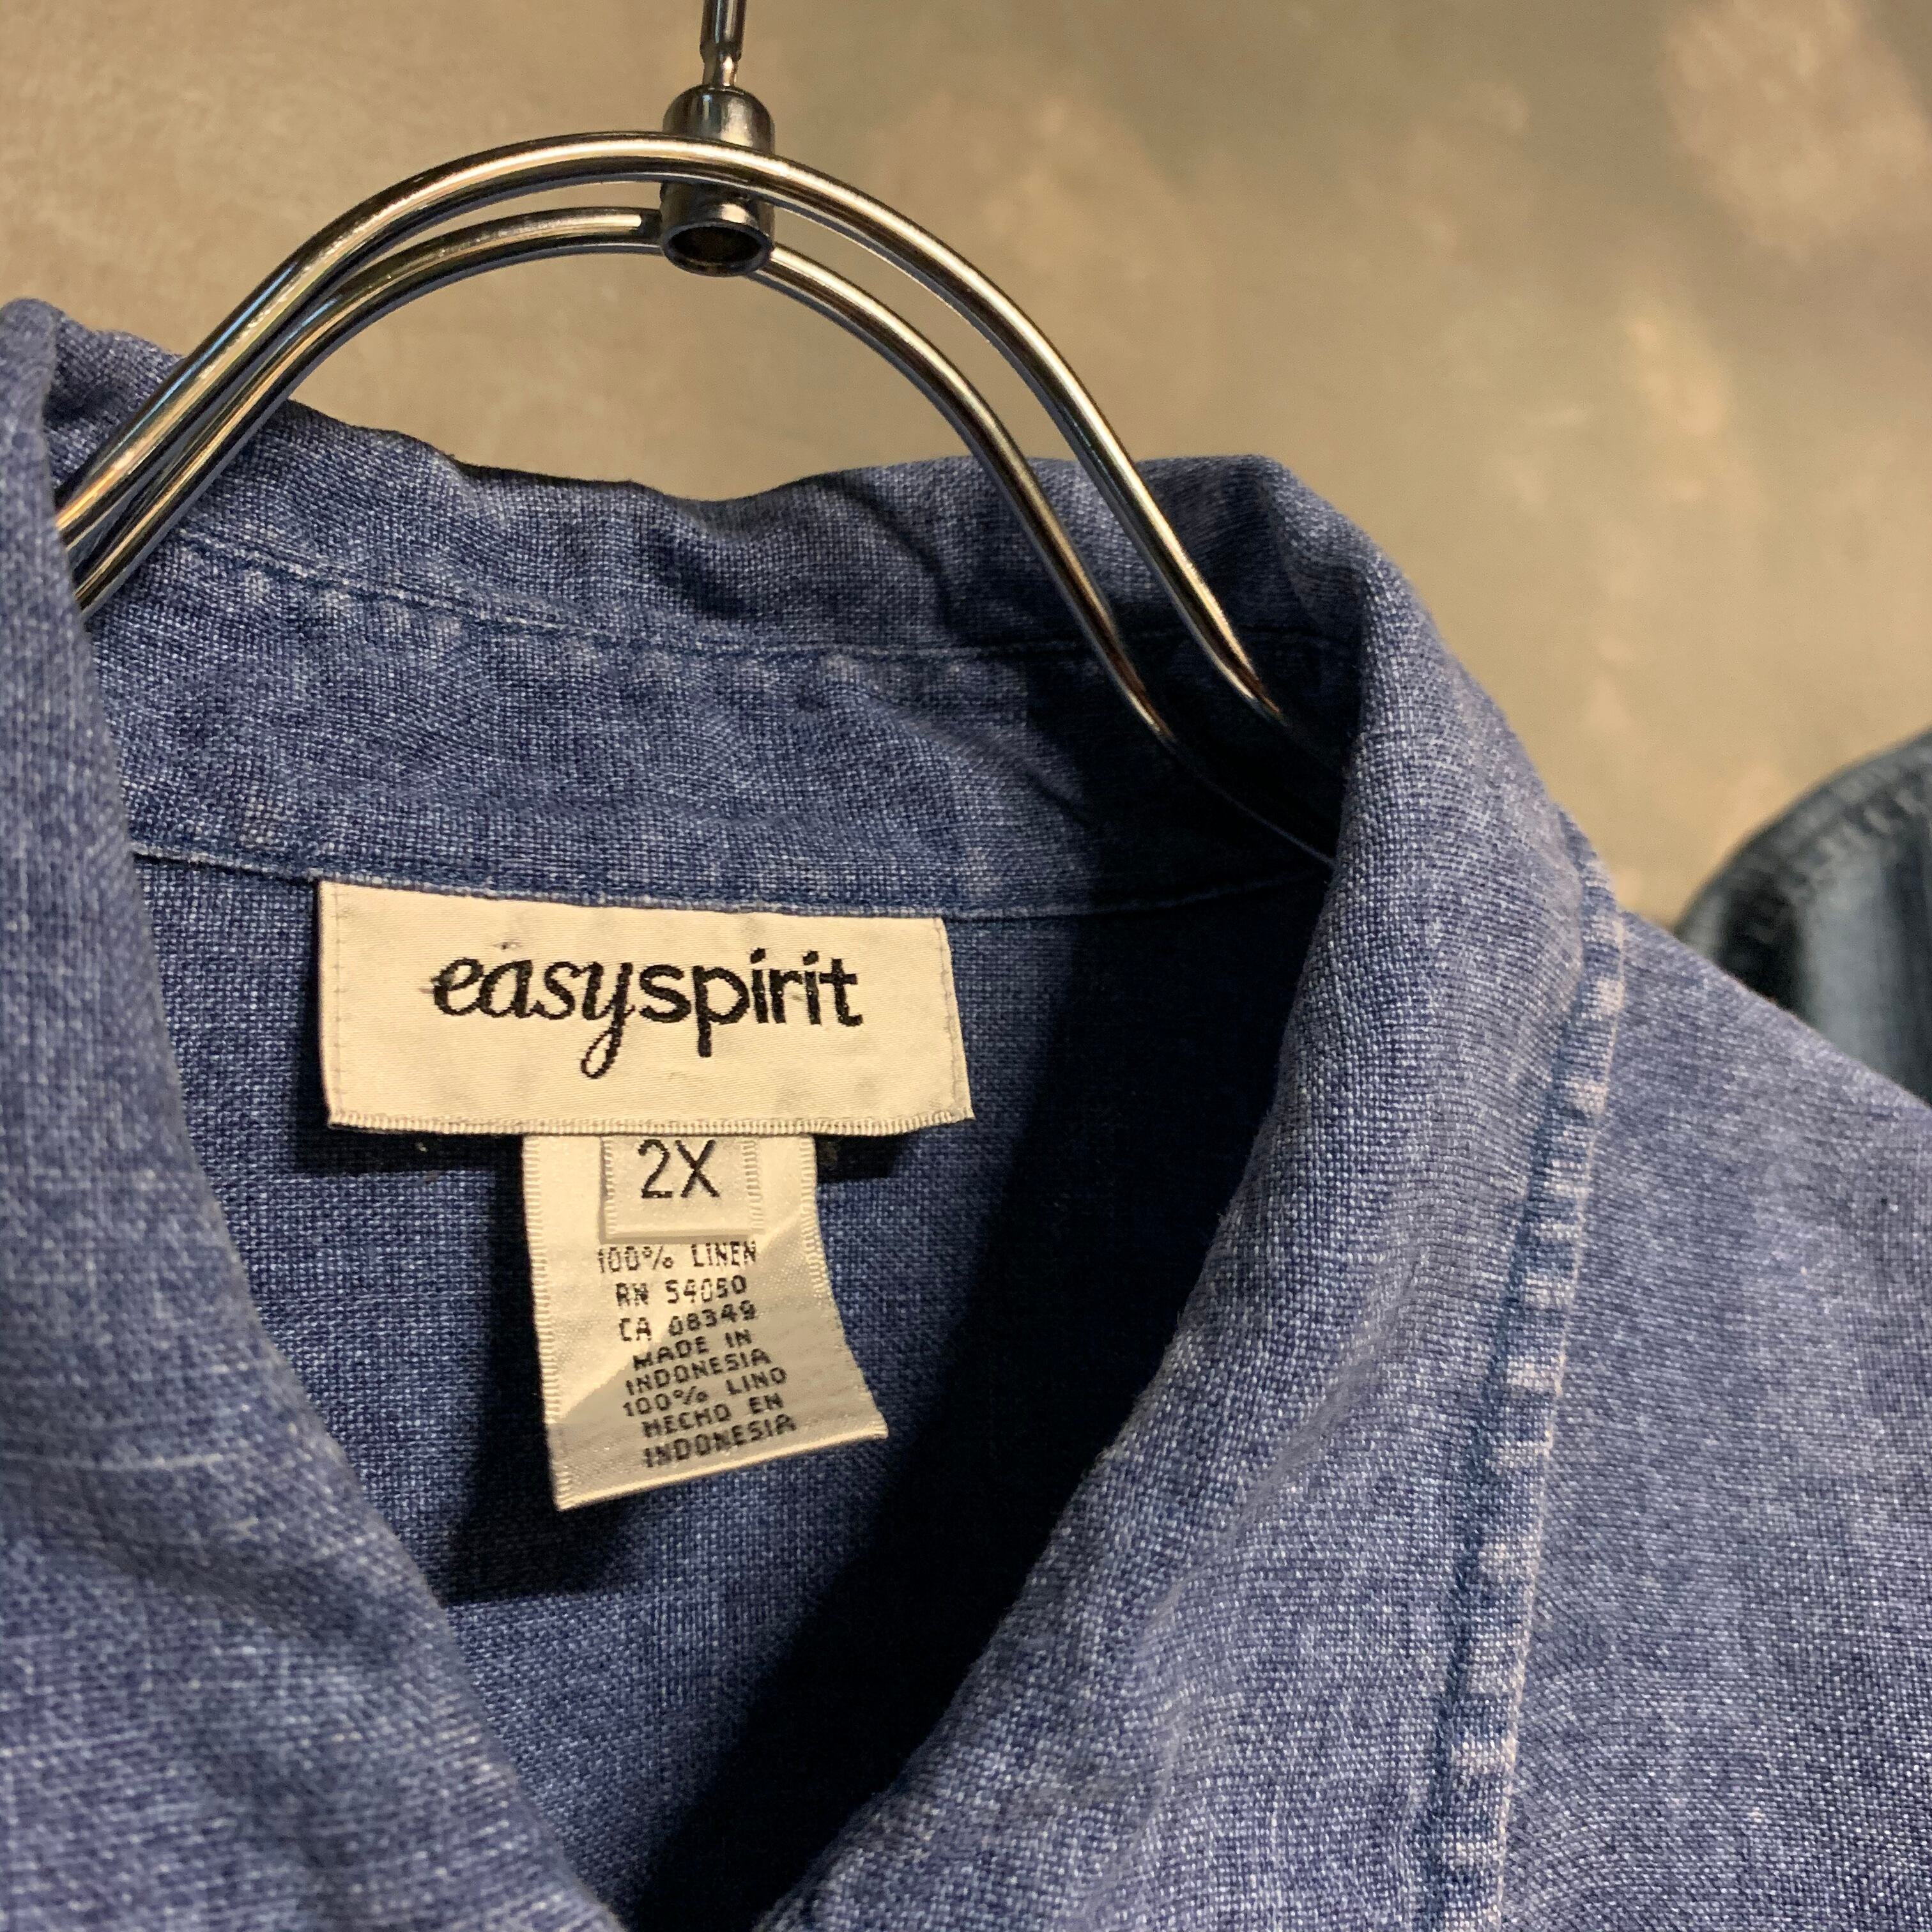 easyspirit
2X
100% LINEN
RN 54050
CA 08349
MADE IN
INDONESIA
100% LINO
HECHO EN
INDONESIA